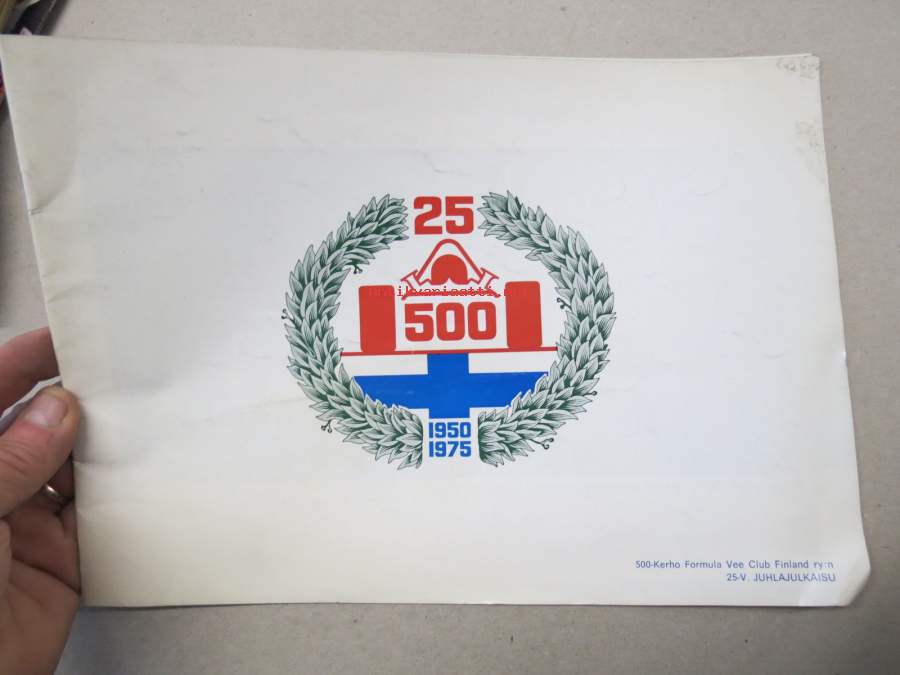 25
500
1950
1975
500-Kerho Formula Vee Club Finland ry:n
25-V. JUHLAJULKAISU